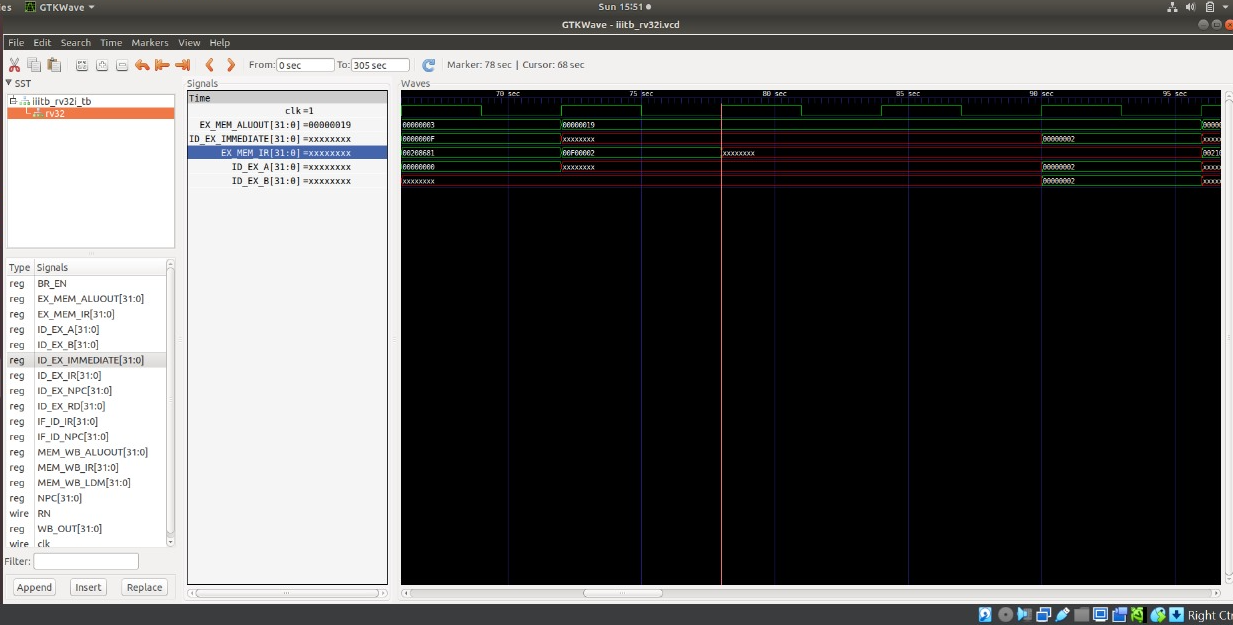 es Edit GTKWave Sun 15:51
GTKWave - iiitb_rv32i.vcd
File Edit Search Time Markers View Help
From: 0 sec To: 305 sec Marker: 78 sec | Cursor: 68 sec
SST
iiitb_rv32i_tb
rv32
Type Signals
reg BR_EN
reg EX_MEM_ALUOUT[31:0]
reg EX_MEM_IR[31:0]
reg ID_EX_A[31:0]
reg ID_EX_B[31:0]
reg ID_EX_IMMEDIATE[31:0]
reg ID_EX_IR[31:0]
reg ID_EX_NPC[31:0]
reg ID_EX_RD[31:0]
reg IF_ID_IR[31:0]
reg IF_ID_NPC[31:0]
reg MEM_WB_ALUOUT[31:0]
reg MEM_WB_IR[31:0]
reg MEM_WB_LDM[31:0]
reg NPC[31:0]
wire RN
reg WB_OUT[31:0]
wire clk
Filter:
Append Insert Replace
Signals
Time
clk=1
EX_MEM_ALUOUT[31:0]=00000019
ID_EX_IMMEDIATE[31:0]=xxxxxxxx
EX_MEM_IR[31:0]=xxxxxxxx
ID_EX_A[31:0]=xxxxxxxx
ID_EX_B[31:0]=xxxxxxxx
Waves
70 sec 75 sec 80 sec 85 sec 90 sec 95 sec
00000003 00000019 0000
0000000F xxxxxxxx 00000002 xxxx
00208681 00F00002 xxxxxxxx 0021
00000000 xxxxxxxx 00000002 xxxx
xxxxxxxx 00000002 xxxx
Right Ctr